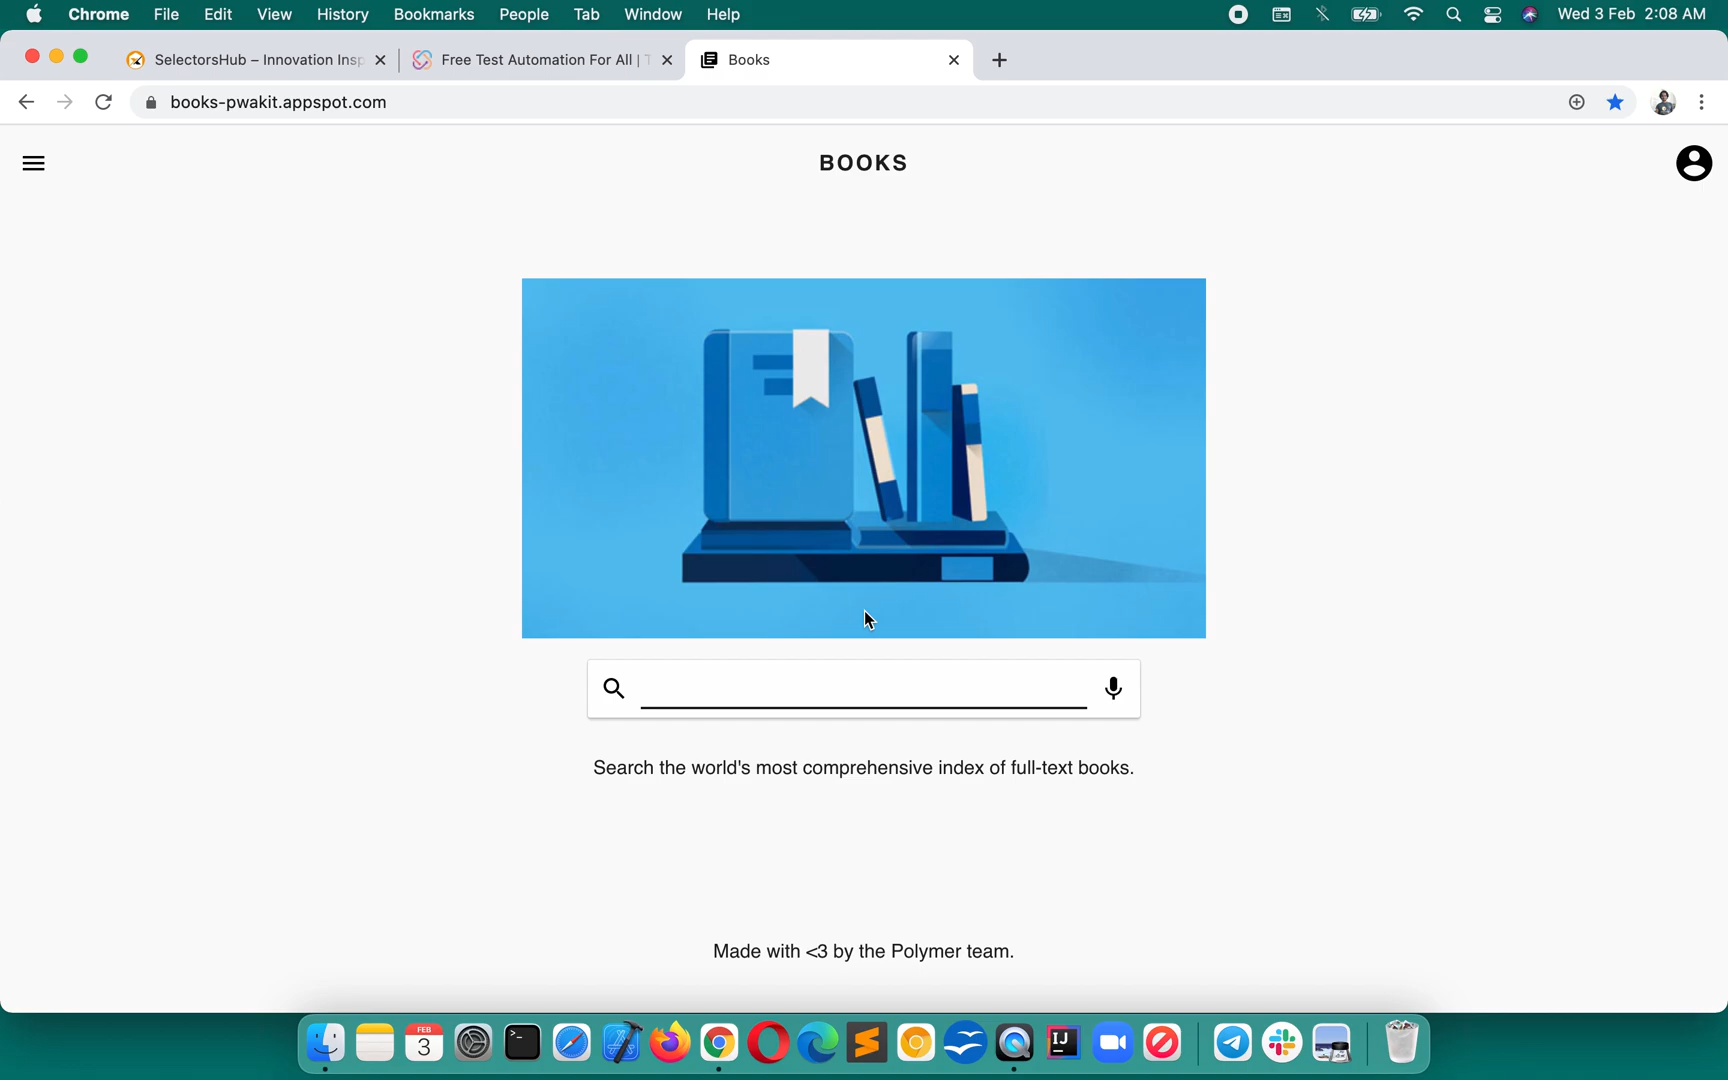 Chrome File Edit View History Bookmarks People Tab Window Help Wed 3 Feb 2:08 AM
SelectorsHub – Innovation Insp Free Test Automation For All | T Books
books-pwakit.appspot.com
BOOKS
Search the world's most comprehensive index of full-text books.
Made with <3 by the Polymer team.
FEB
3
IJ